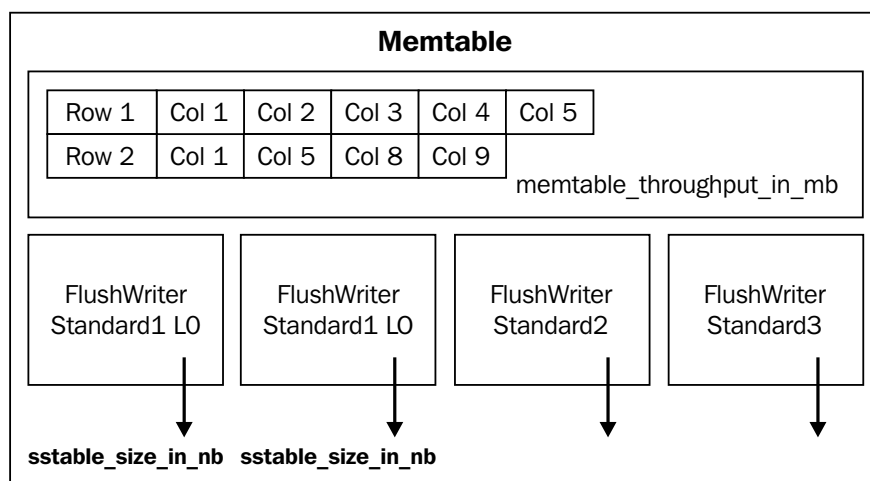 Memtable
Row 1 Col 1 Col 2 Col 3 Col 4 Col 5
Row 2 Col 1 Col 5 Col 8 Col 9
memtable_throughput_in_mb
FlushWriter
Standard1 L0
FlushWriter
Standard1 LO
FlushWriter
Standard2
FlushWriter
Standard3
sstable_size_in_nb sstable_size_in_nb